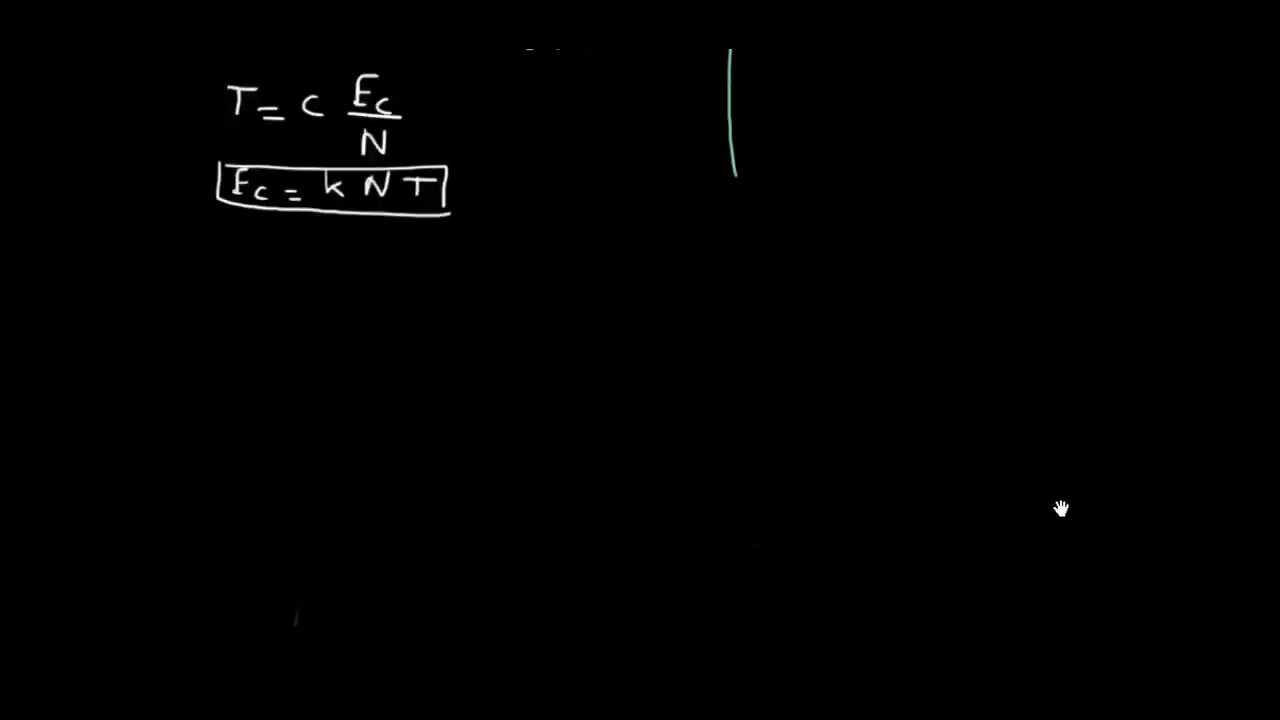 T = c Ec/N
Ec = k N T